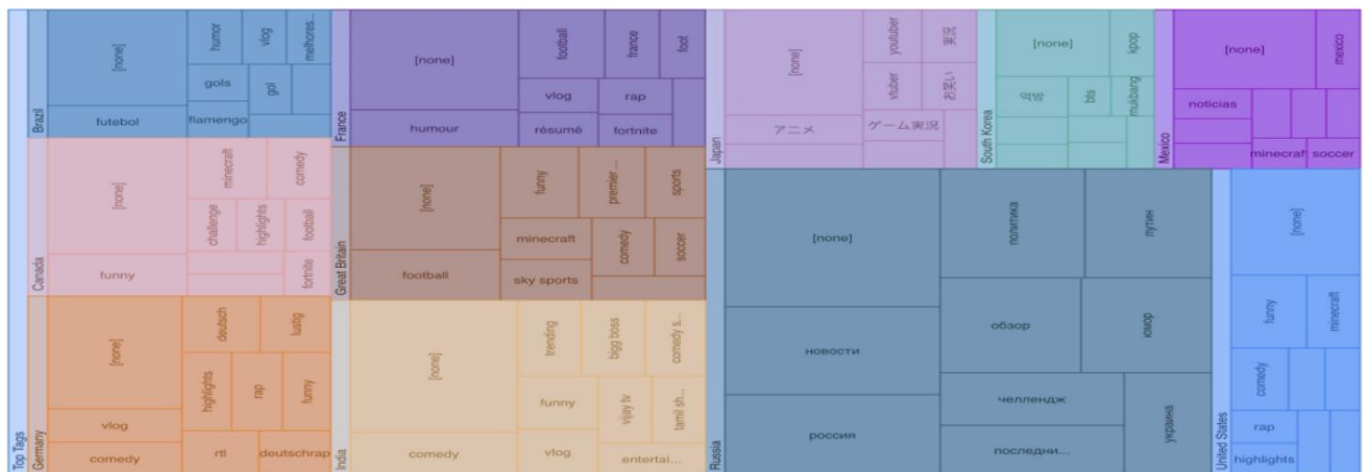 Top Tags
Brazil
[none]
futebol
humor
vlog
melhores...
gols
gol
flamengo
Canada
[none]
funny
minecraft
comedy
challenge
highlights
football
fortnite
Germany
[none]
vlog
comedy
deutsch
lustig
highlights
rap
funny
rtl
deutschrap
France
[none]
humour
football
france
foot
vlog
rap
résumé
fortnite
Great Britain
[none]
football
funny
premier ...
sports
minecraft
comedy
soccer
sky sports
India
[none]
comedy
trending
bigg boss
comedy s...
funny
vijay tv
tamil sh...
vlog
entertai...
Japan
[none]
アニメ
youtuber
実況
vtuber
お笑い
ゲーム実況
South Korea
[none]
kpop
먹방
bts
mukbang
Mexico
[none]
mexico
noticias
minecraft
soccer
Russia
[none]
новости
россия
политика
путин
обзор
юмор
челлендж
последни...
украина
United States
[none]
funny
minecraft
comedy
rap
highlights